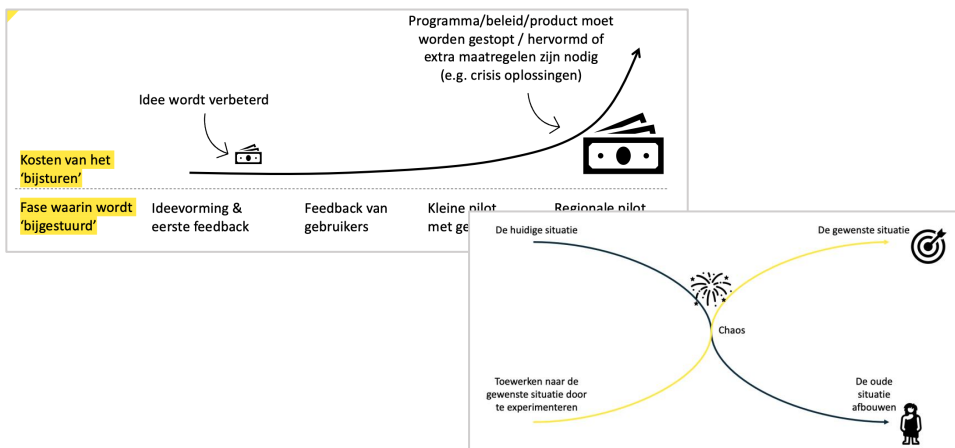 Programma/beleid/product moet
worden gestopt / hervormd of
extra maatregelen zijn nodig
(e.g. crisis oplossingen)
Idee wordt verbeterd
Kosten van het
'bijsturen'
Fase waarin wordt
'bijgestuurd'
Ideevorming &
eerste feedback
Feedback van
gebruikers
Kleine pilot
met ge
Regionale pilot
De huidige situatie
De gewenste situatie
Chaos
Toewerken naar de
gewenste situatie door
te experimenteren
De oude
situatie
afbouwen